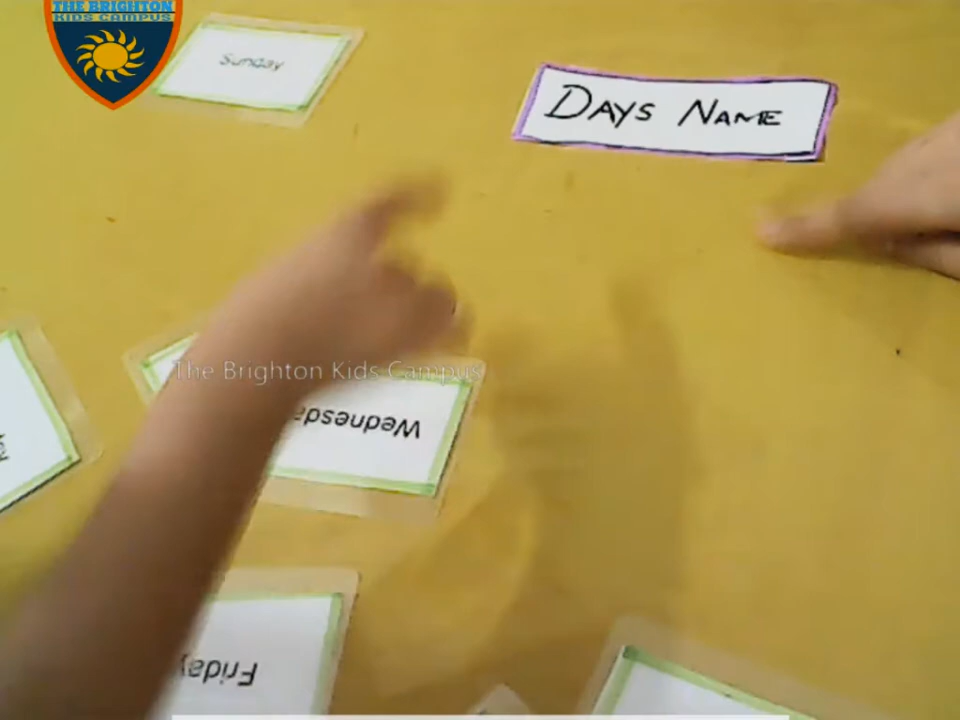 THE BRIGHTON
KIDS CAMPUS
Sunday
DAYS NAME
The Brighton Kids Campus
Wednesda
Friday